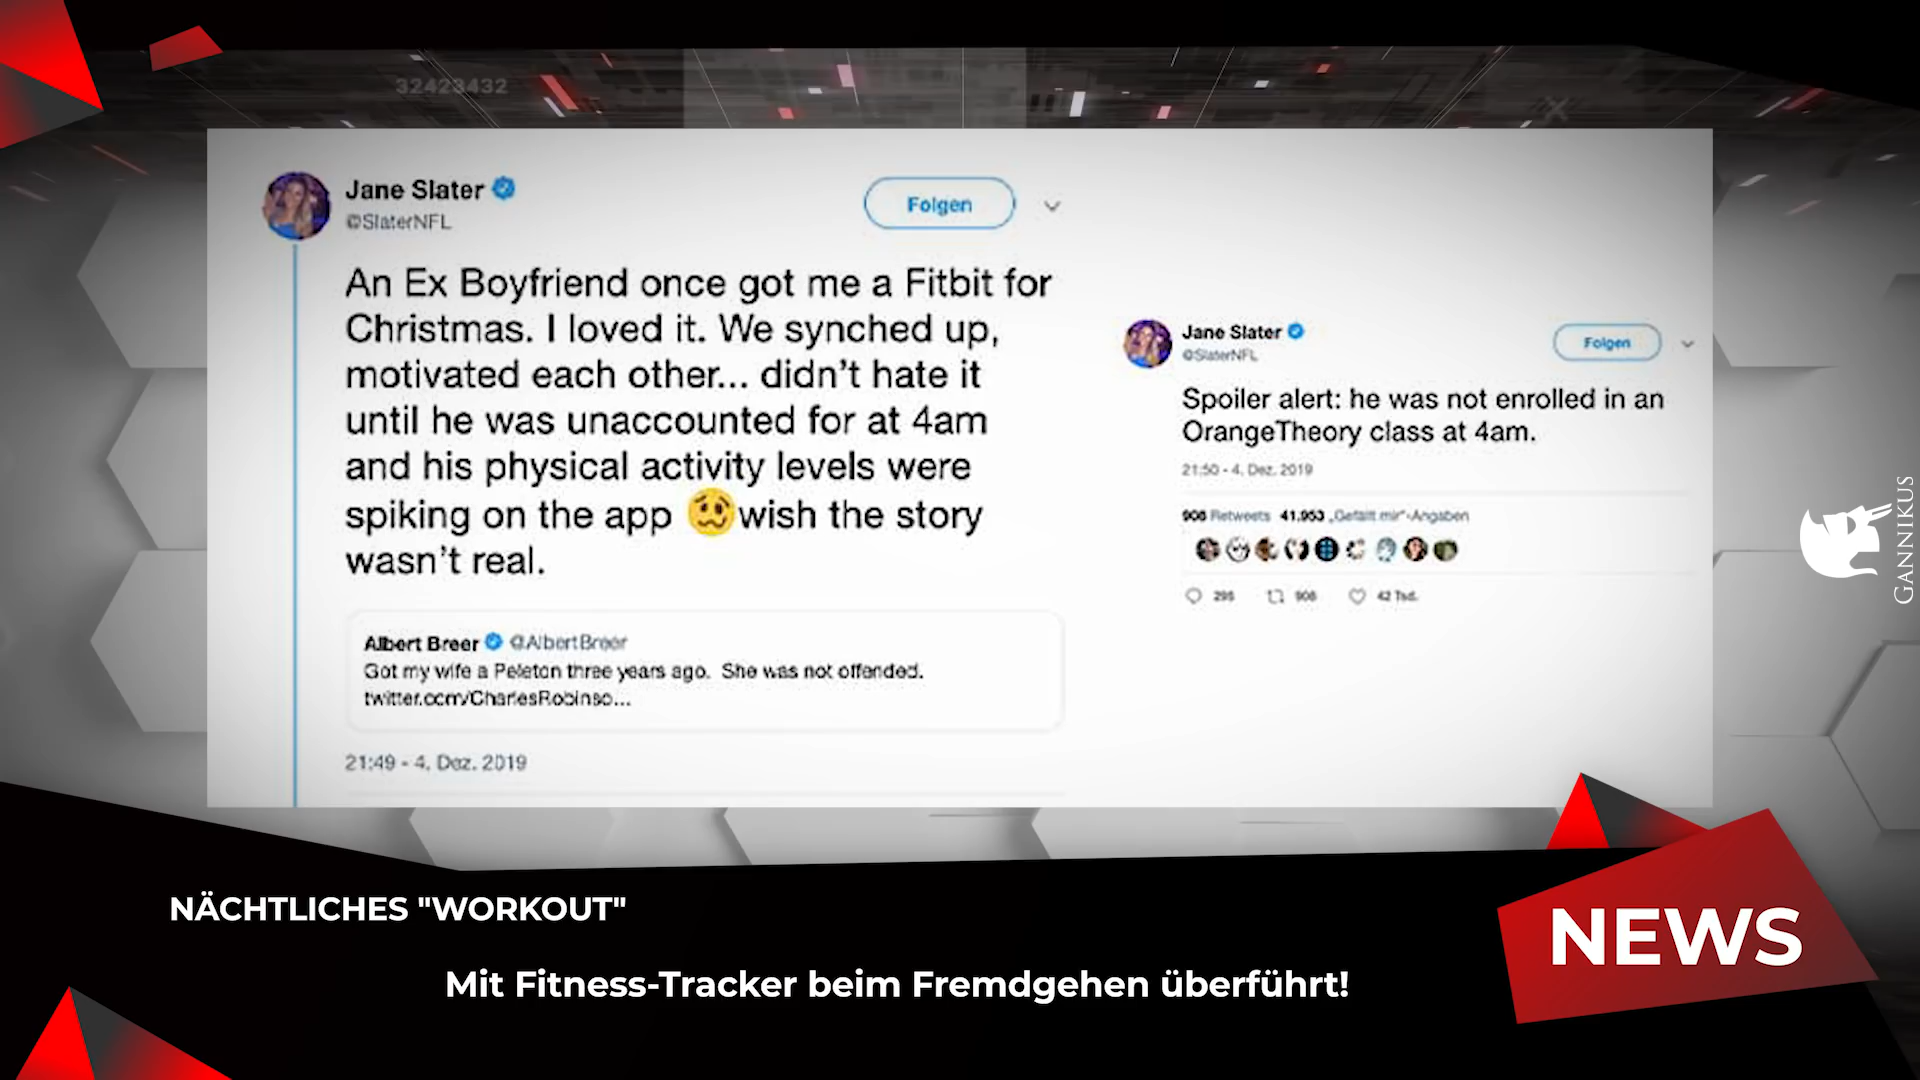 32423432
Jane Slater
@SlaterNFL
Folgen
An Ex Boyfriend once got me a Fitbit for
Christmas. I loved it. We synched up,
motivated each other... didn't hate it
until he was unaccounted for at 4am
and his physical activity levels were
spiking on the app 🥴wish the story
wasn't real.
Albert Breer @AlbertBreer
Got my wife a Peleton three years ago. She was not offended.
twitter.com/CharlesRobinso...
21:49 - 4. Dez. 2019
Jane Slater
@SlaterNFL
Folgen
Spoiler alert: he was not enrolled in an
OrangeTheory class at 4am.
21:50 - 4. Dez. 2019
908 Retweets 41.953 „Gefällt mir"-Angaben
295 908 42 Tsd.
GANNIKUS
NÄCHTLICHES "WORKOUT"
Mit Fitness-Tracker beim Fremdgehen überführt!
NEWS